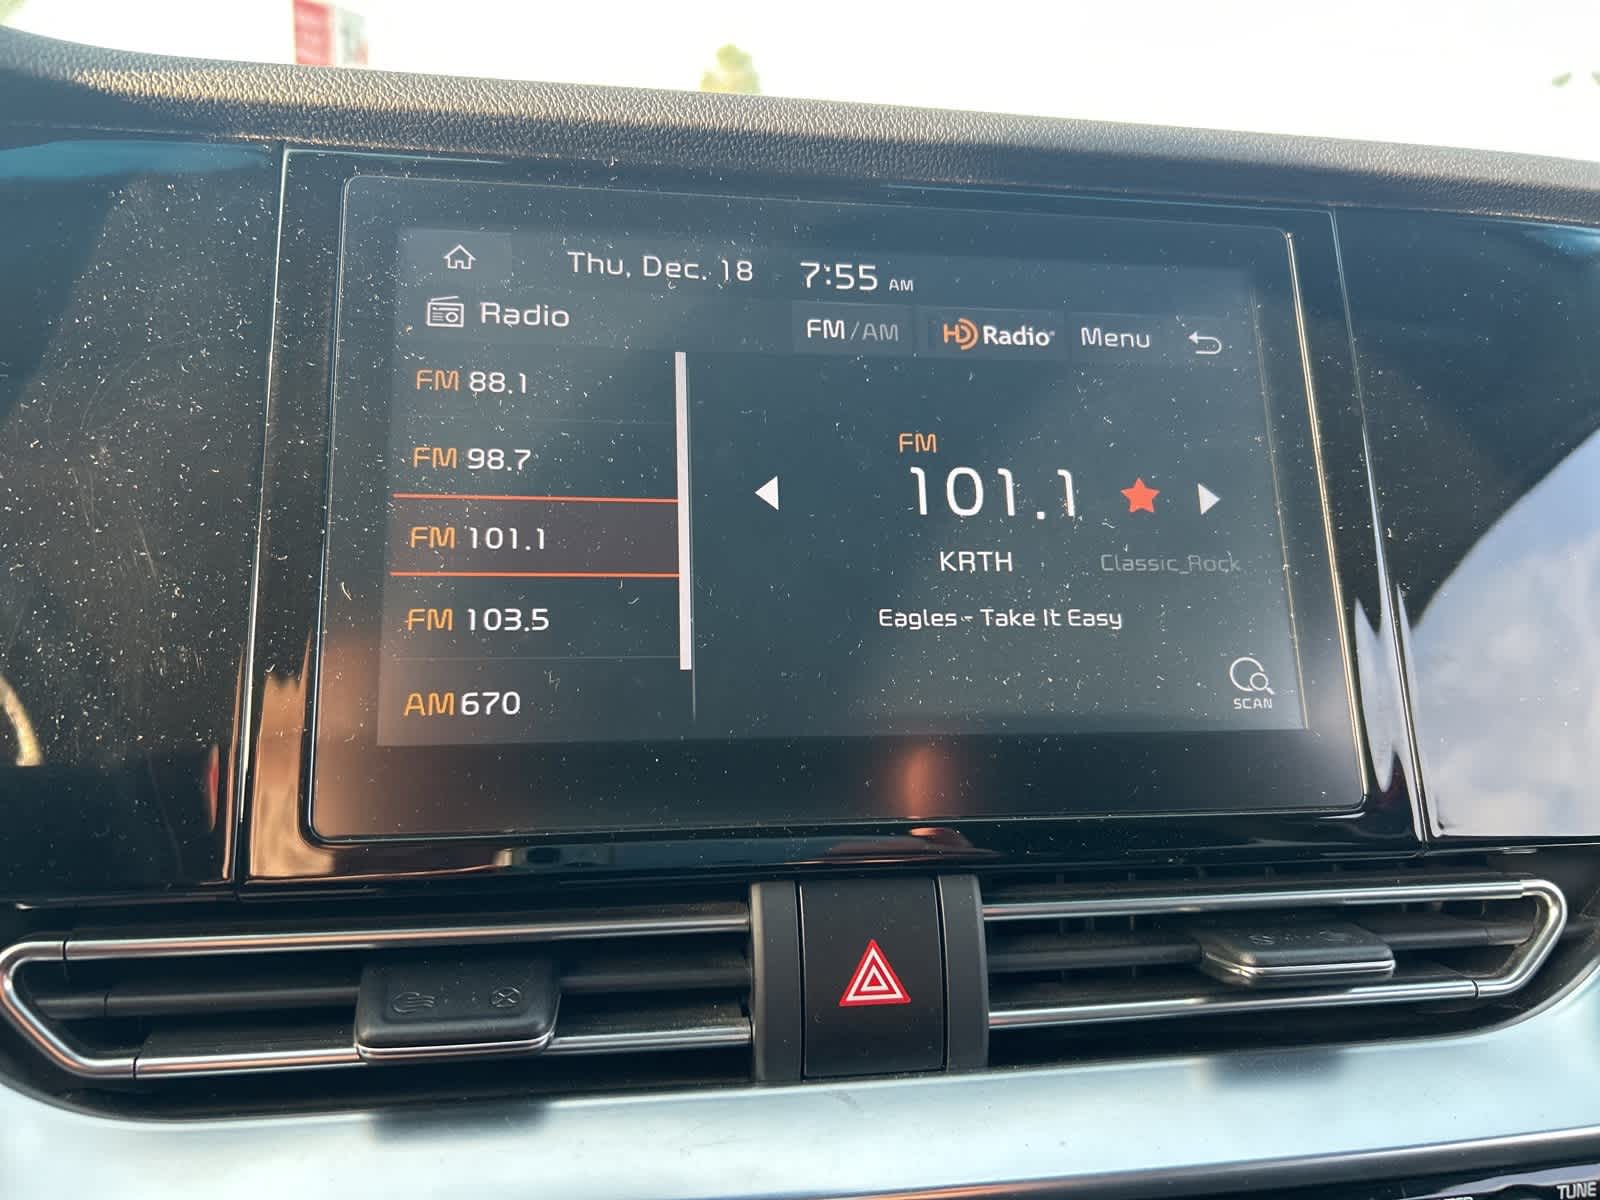 Thu, Dec. 18 7:55 AM
Radio
FM/AM HD Radio® Menu
FM 88.1
FM 98.7
FM 101.1
FM 103.5
AM 670
FM
101.1
KRTH Classic_Rock
Eagles - Take It Easy
SCAN
TUNE